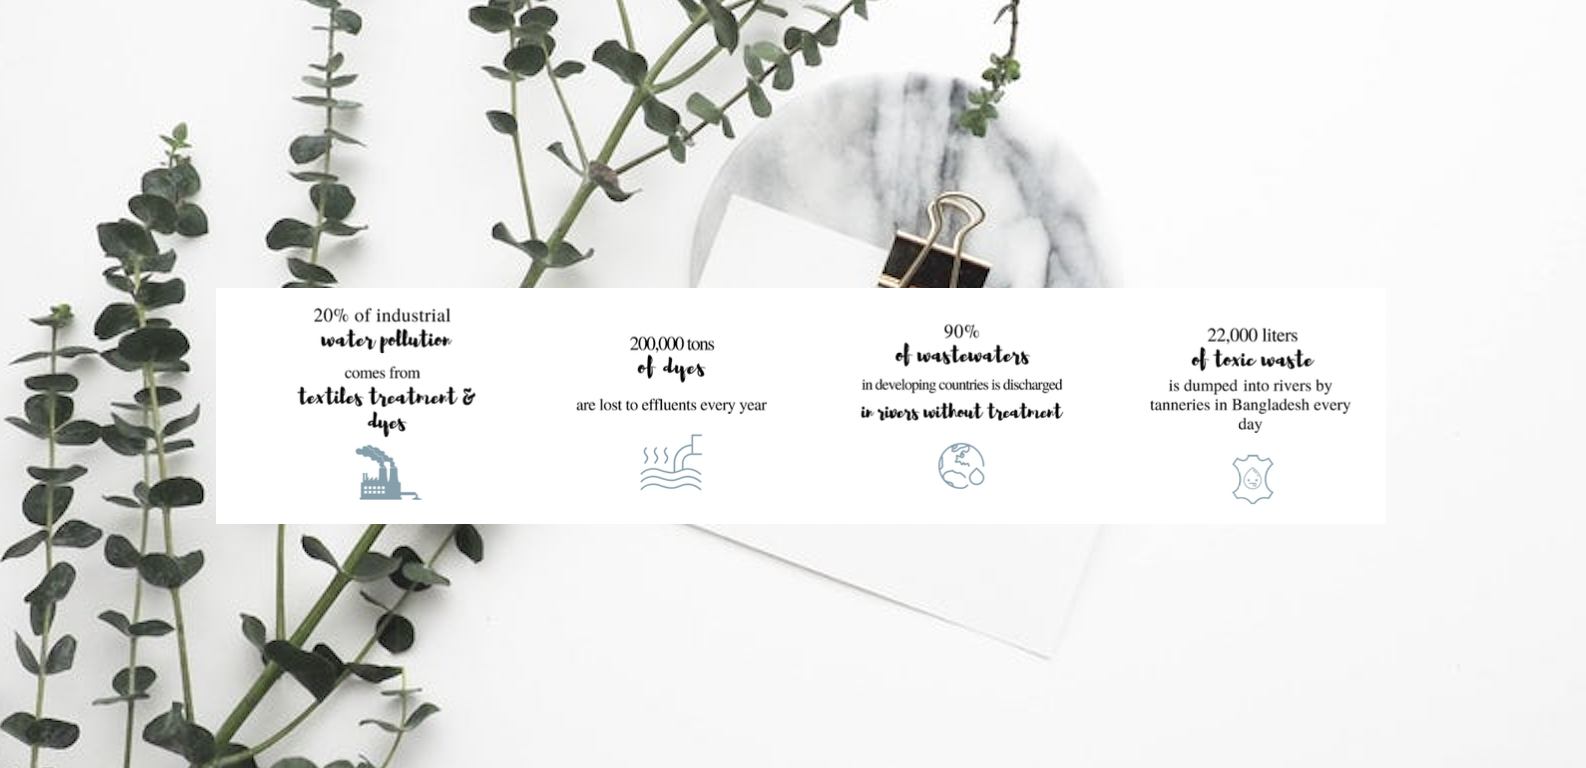 20% of industrial
water pollution
comes from
textiles treatment &
dyes
200,000 tons
of dyes
are lost to effluents every year
90%
of wastewaters
in developing countries is discharged
in rivers without treatment
22,000 liters
of toxic waste
is dumped into rivers by
tanneries in Bangladesh every
day